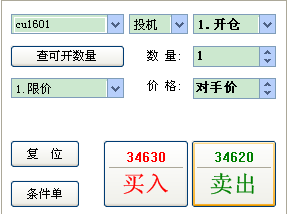 cu1601 投机 1.开仓
查可开数量 数 量: 1
1.限价 价 格: 对手价
复 位 34630 34620
条件单 买入 卖出